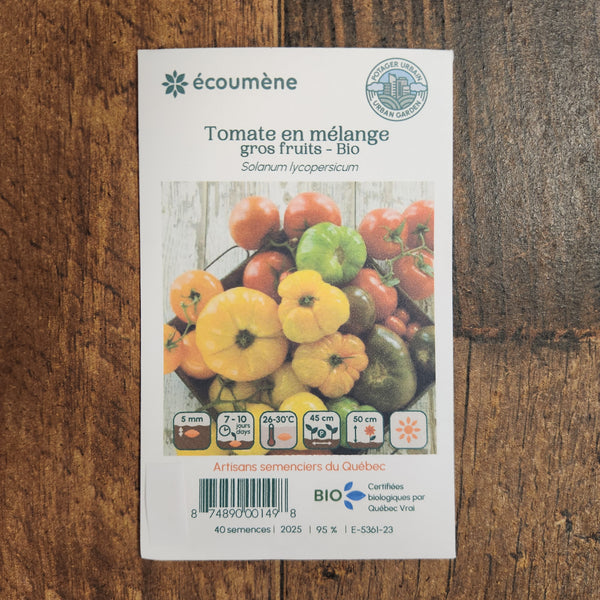 écoumène
POTAGER URBAIN
URBAN GARDEN
Tomate en mélange
gros fruits - Bio
Solanum lycopersicum
5 mm
7 - 10
jours
days
26-30°C
45 cm
P
50 cm
Artisans semenciers du Québec
8 74890 00149 8
BIO
Certifiées
biologiques par
Québec Vrai
40 semences | 2025 | 95 % | E-5361-23